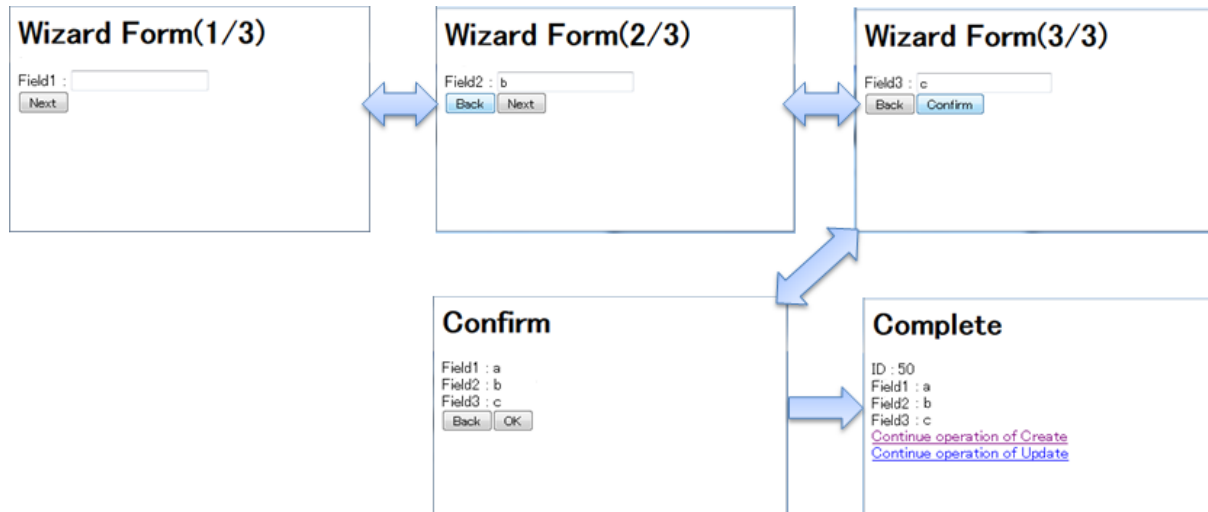 Wizard Form(1/3)
Field1 :
Next
Wizard Form(2/3)
Field2 : b
Back Next
Wizard Form(3/3)
Field3 : c
Back Confirm
Confirm
Field1 : a
Field2 : b
Field3 : c
Back OK
Complete
ID : 50
Field1 : a
Field2 : b
Field3 : c
Continue operation of Create
Continue operation of Update